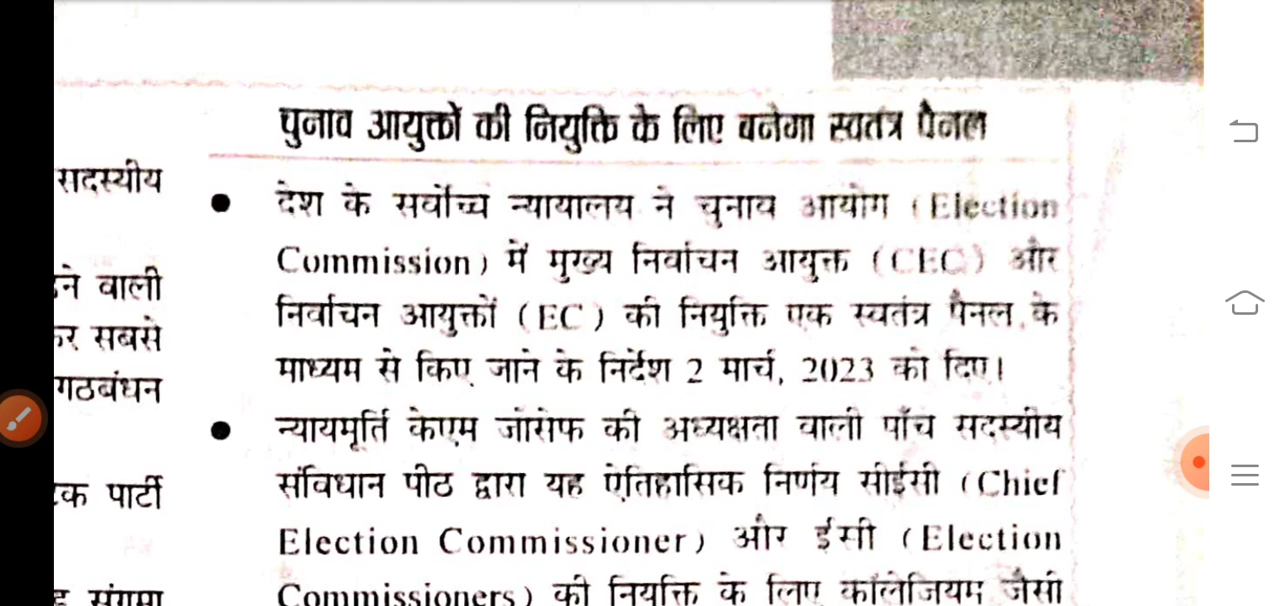 चुनाव आयुक्तों की नियुक्ति के लिए बनेगा स्वतंत्र पैनल
सदस्यीय
ने वाली
सबसे
गठबंधन
पार्टी
संगमा
● देश के सर्वोच्च न्यायालय ने चुनाव आयोग (Election
Commission) में मुख्य निर्वाचन आयुक्त (CEC) और
निर्वाचन आयुक्तों (EC) की नियुक्ति एक स्वतंत्र पैनल के
माध्यम से किए जाने के निर्देश 2 मार्च, 2023 को दिए।
● न्यायमूर्ति केएम जोसेफ की अध्यक्षता वाली पाँच सदस्यीय
संविधान पीठ द्वारा यह ऐतिहासिक निर्णय सीईसी (Chief
Election Commissioner) और ईसी (Election
Commissioners) की नियुक्ति के लिए कॉलेजियम जैसी